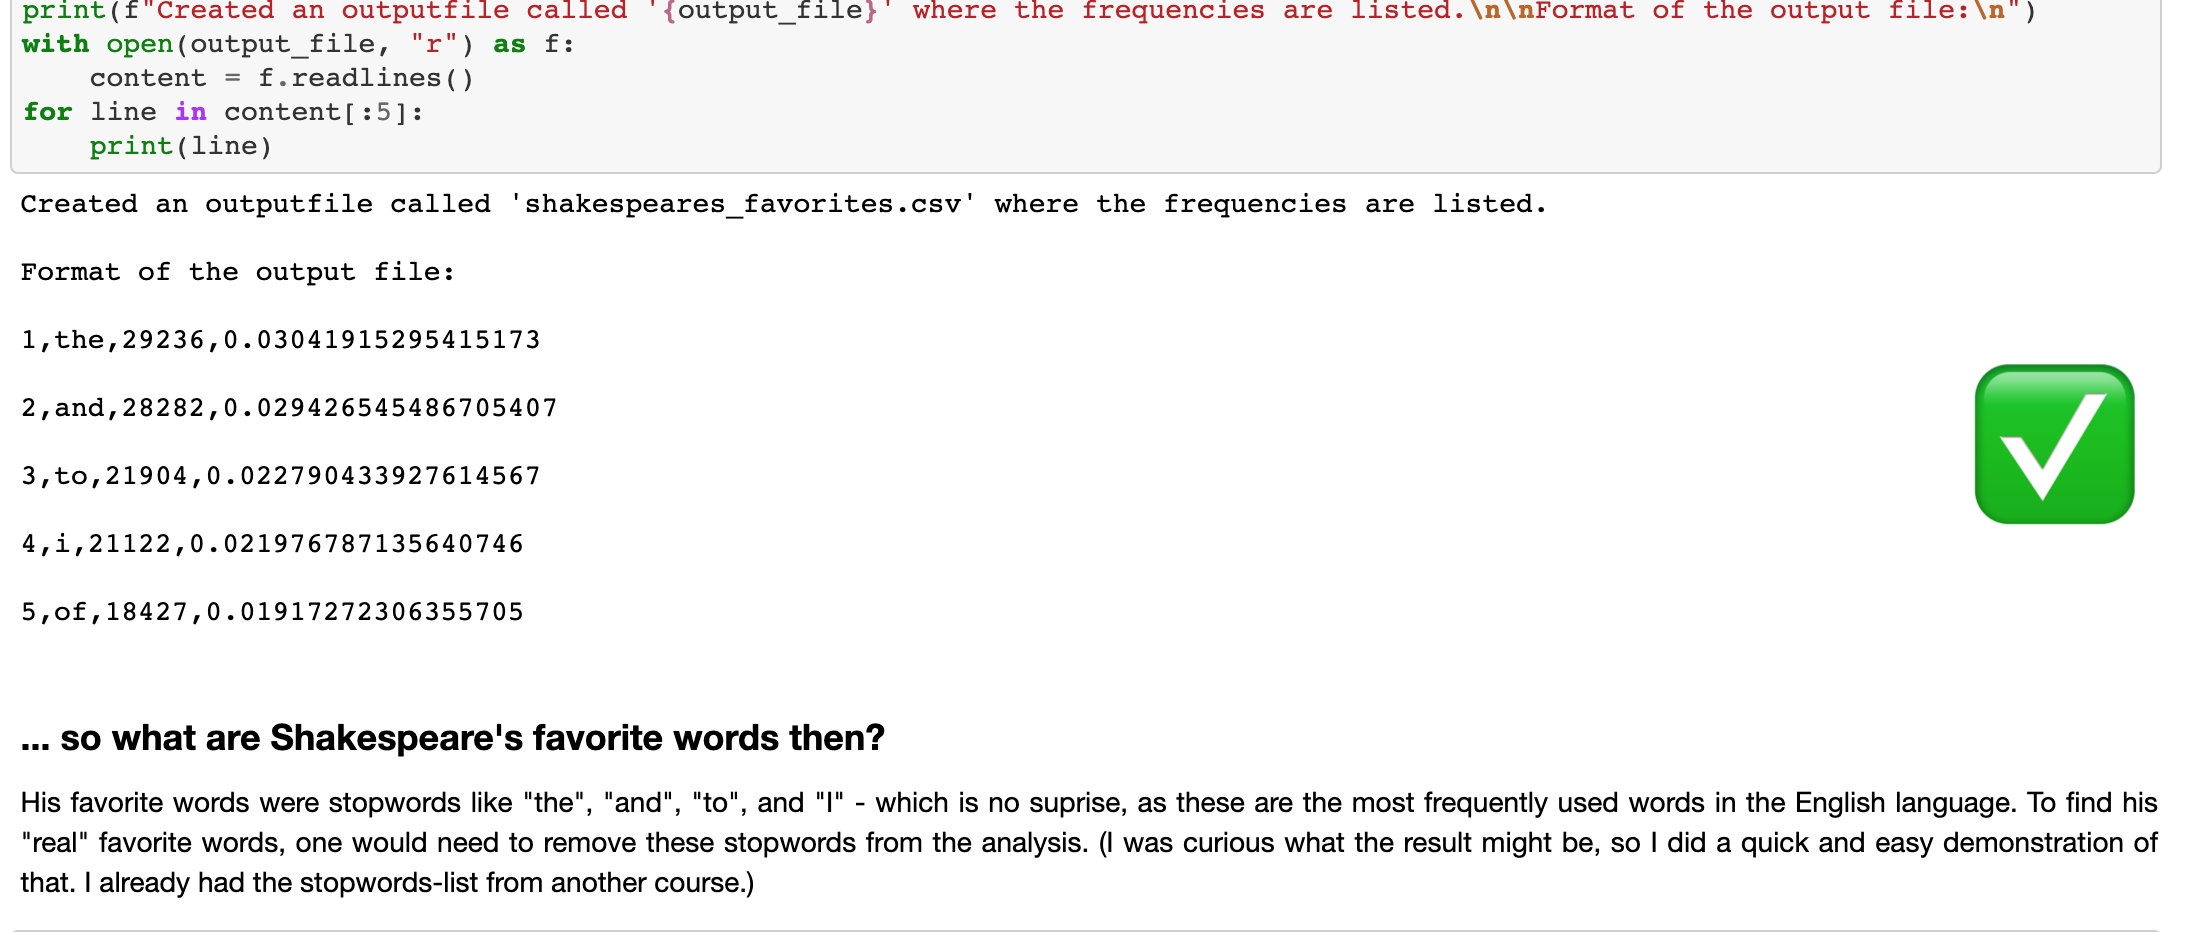 print(f"Created an outputfile called '{output_file}' where the frequencies are listed.\n\nFormat of the output file:\n")
with open(output_file, "r") as f:
    content = f.readlines()
for line in content[:5]:
    print(line)
Created an outputfile called 'shakespeares_favorites.csv' where the frequencies are listed.
Format of the output file:
1,the,29236,0.03041915295415173
2,and,28282,0.029426545486705407
3,to,21904,0.022790433927614567
4,i,21122,0.021976787135640746
5,of,18427,0.01917272306355705
... so what are Shakespeare's favorite words then?
His favorite words were stopwords like "the", "and", "to", and "I" - which is no suprise, as these are the most frequently used words in the English language. To find his
"real" favorite words, one would need to remove these stopwords from the analysis. (I was curious what the result might be, so I did a quick and easy demonstration of
that. I already had the stopwords-list from another course.)